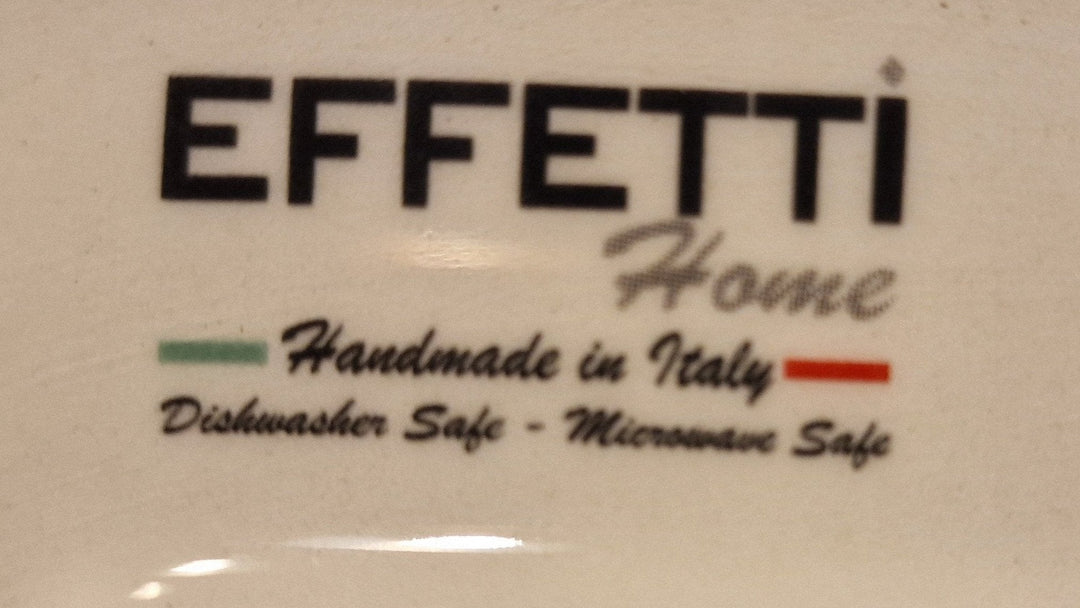 EFFETTi
Home
Handmade in Italy
Dishwasher Safe - Microwave Safe